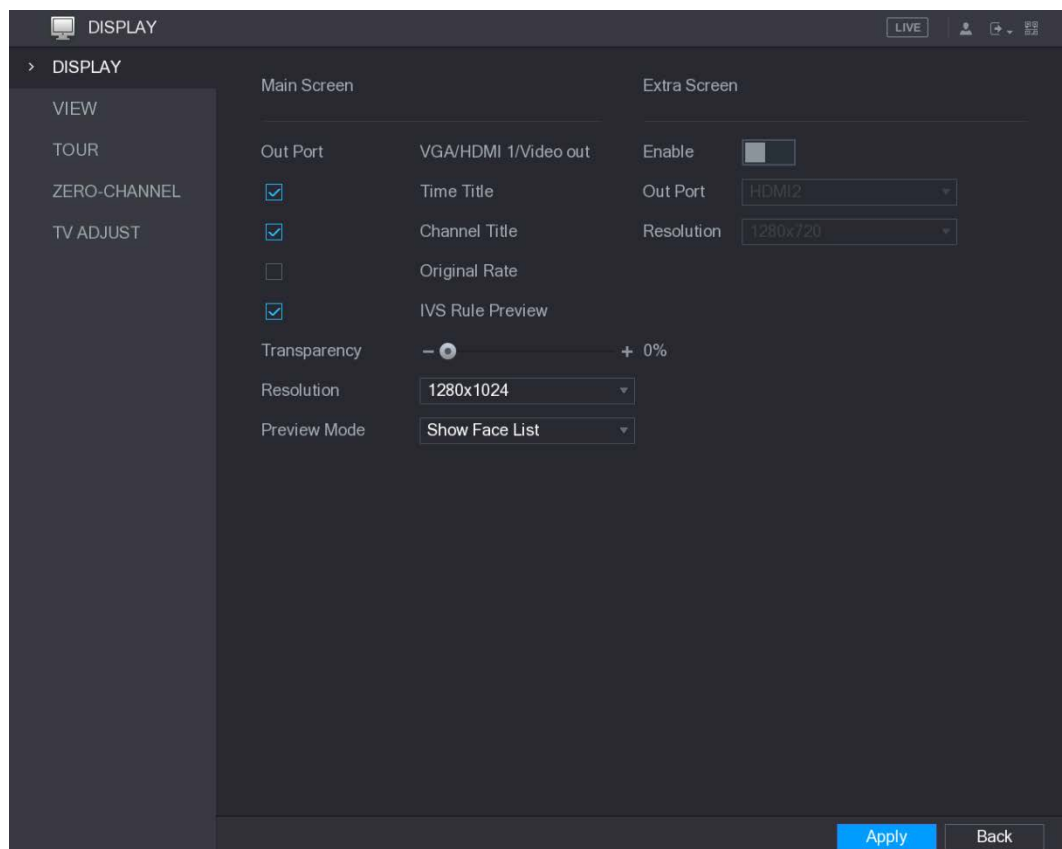 DISPLAY
LIVE
DISPLAY
VIEW
TOUR
ZERO-CHANNEL
TV ADJUST
Main Screen
Out Port VGA/HDMI 1/Video out
Time Title
Channel Title
Original Rate
IVS Rule Preview
Transparency − + 0%
Resolution 1280x1024
Preview Mode Show Face List
Extra Screen
Enable
Out Port HDMI2
Resolution 1280x720
Apply Back